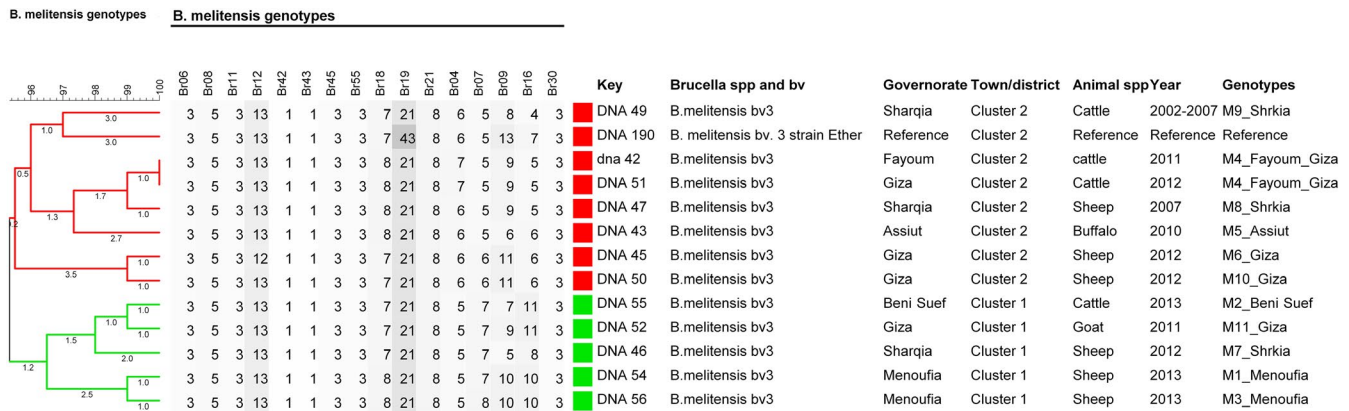 B. melitensis genotypes B. melitensis genotypes
96 97 98 99 100 Br06 Br08 Br11 Br12 Br42 Br43 Br45 Br55 Br18 Br19 Br21 Br04 Br07 Br09 Br16 Br30 Key Brucella spp and bv Governorate Town/district Animal spp Year Genotypes
3.0 3 5 3 13 1 1 3 3 7 21 8 6 5 8 4 3 DNA 49 B.melitensis bv3 Sharqia Cluster 2 Cattle 2002-2007 M9_Shrkia
1.0
3.0 3 5 3 13 1 1 3 3 7 43 8 6 5 13 7 3 DNA 190 B. melitensis bv. 3 strain Ether Reference Cluster 2 Reference Reference Reference
0.5 1.0 3 5 3 13 1 1 3 3 8 21 8 7 5 9 5 3 dna 42 B.melitensis bv3 Fayoum Cluster 2 cattle 2011 M4_Fayoum_Giza
1.7 3 5 3 13 1 1 3 3 8 21 8 7 5 9 5 3 DNA 51 B.melitensis bv3 Giza Cluster 2 Cattle 2012 M4_Fayoum_Giza
1.3 1.0 3 5 3 13 1 1 3 3 8 21 8 6 5 9 5 3 DNA 47 B.melitensis bv3 Sharqia Cluster 2 Sheep 2007 M8_Shrkia
2.7 3 5 3 13 1 1 3 3 8 21 8 6 5 6 6 3 DNA 43 B.melitensis bv3 Assiut Cluster 2 Buffalo 2010 M5_Assiut
1.0 3 5 3 12 1 1 3 3 7 21 8 6 6 11 6 3 DNA 45 B.melitensis bv3 Giza Cluster 2 Sheep 2012 M6_Giza
3.5 1.0 3 5 3 13 1 1 3 3 7 21 8 6 6 11 6 3 DNA 50 B.melitensis bv3 Giza Cluster 2 Sheep 2012 M10_Giza
1.0 3 5 3 13 1 1 3 3 8 21 8 5 7 7 11 3 DNA 55 B.melitensis bv3 Beni Suef Cluster 1 Cattle 2013 M2_Beni Suef
1.0
1.5 1.0 3 5 3 13 1 1 3 3 7 21 8 5 7 9 11 3 DNA 52 B.melitensis bv3 Giza Cluster 1 Goat 2011 M11_Giza
2.0 3 5 3 13 1 1 3 3 7 21 8 5 7 5 8 3 DNA 46 B.melitensis bv3 Sharqia Cluster 1 Sheep 2012 M7_Shrkia
1.2 1.0 3 5 3 13 1 1 3 3 8 21 8 5 7 10 10 3 DNA 54 B.melitensis bv3 Menoufia Cluster 1 Sheep 2013 M1_Menoufia
2.5 1.0 3 5 3 13 1 1 3 3 8 21 8 5 8 10 10 3 DNA 56 B.melitensis bv3 Menoufia Cluster 1 Sheep 2013 M3_Menoufia